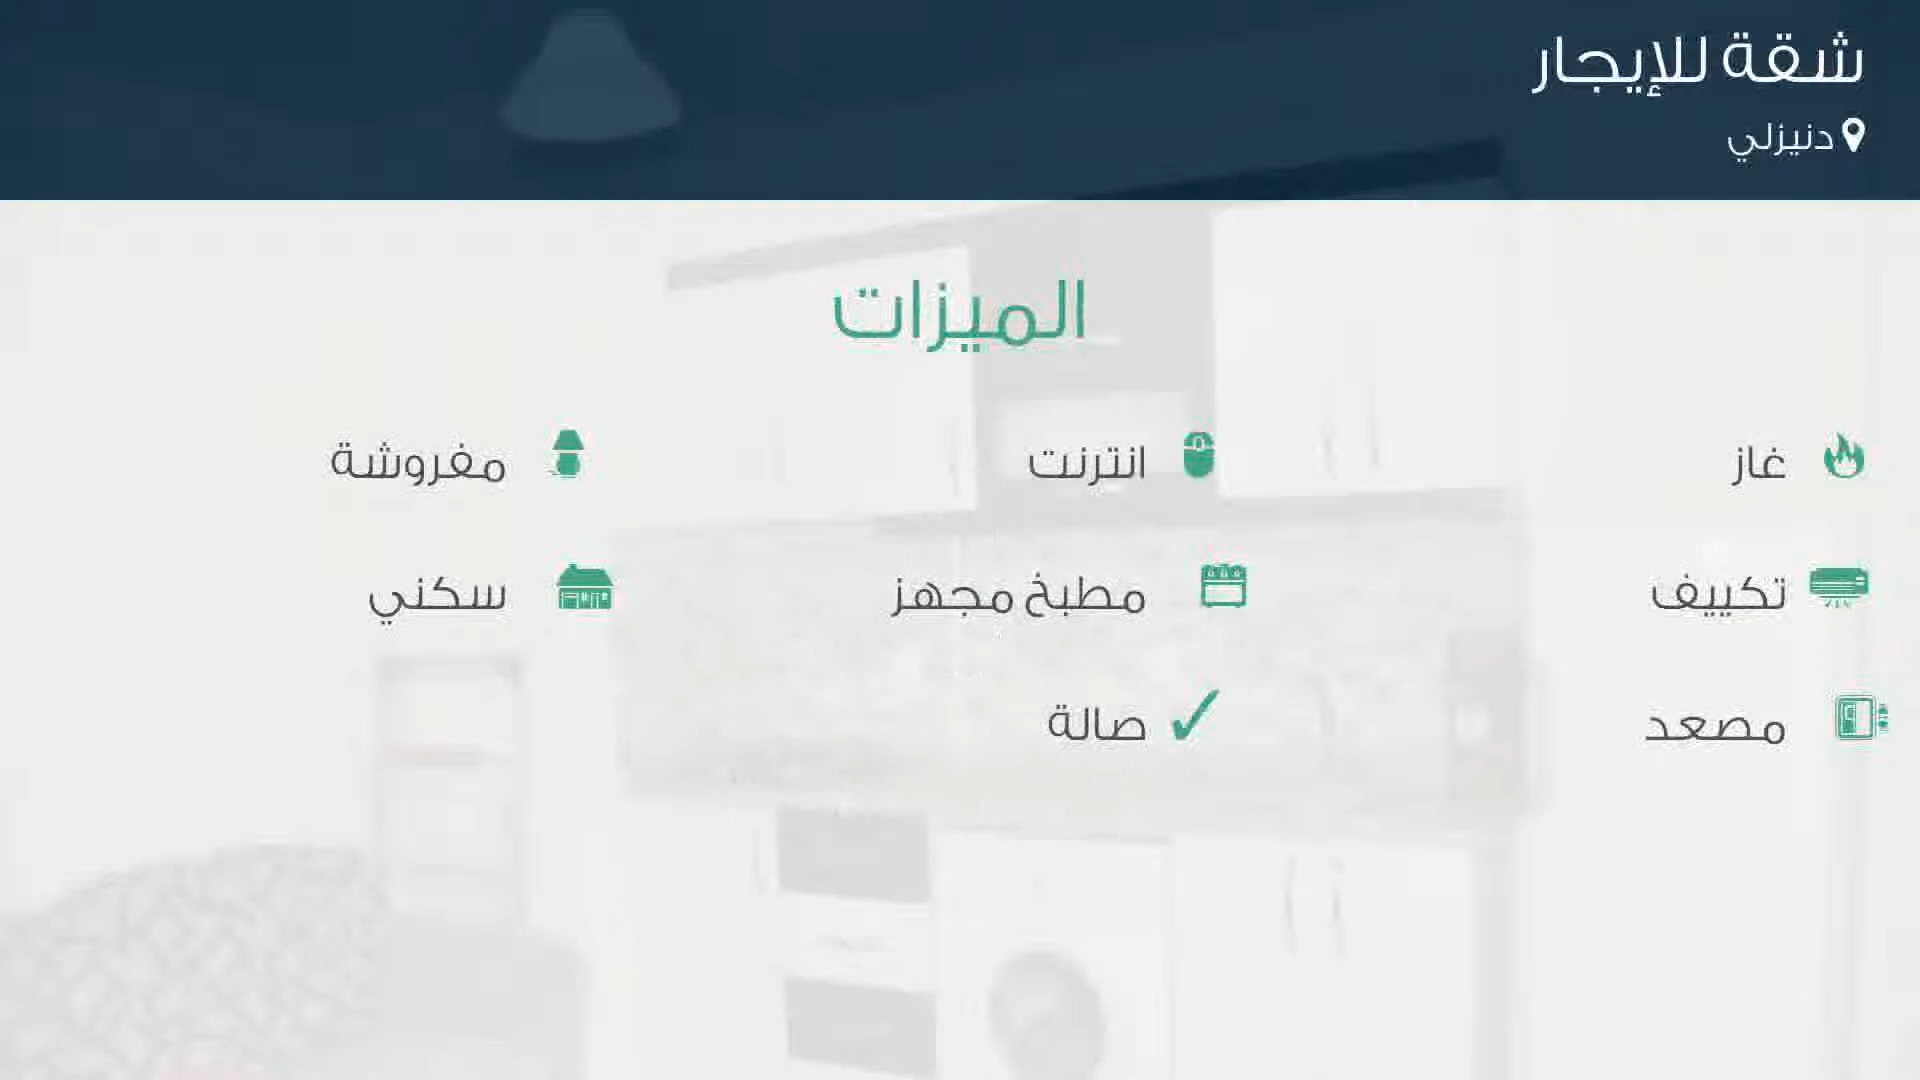 شقة للإيجار
دنيزلي
الميزات
غاز
انترنت
مفروشة
تكييف
مطبخ مجهز
سكني
مصعد
صالة